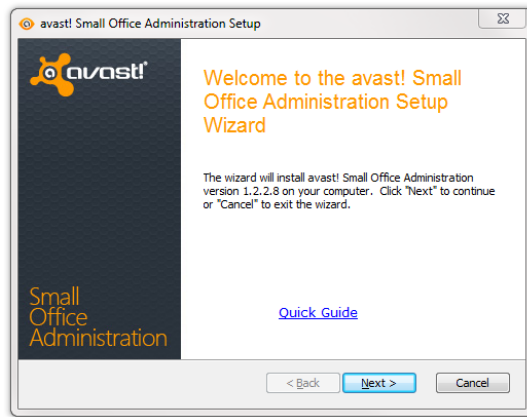 avast! Small Office Administration Setup
avast!
Welcome to the avast! Small
Office Administration Setup
Wizard
The wizard will install avast! Small Office Administration
version 1.2.2.8 on your computer. Click "Next" to continue
or "Cancel" to exit the wizard.
Quick Guide
Small
Office
Administration
< Back
Next >
Cancel